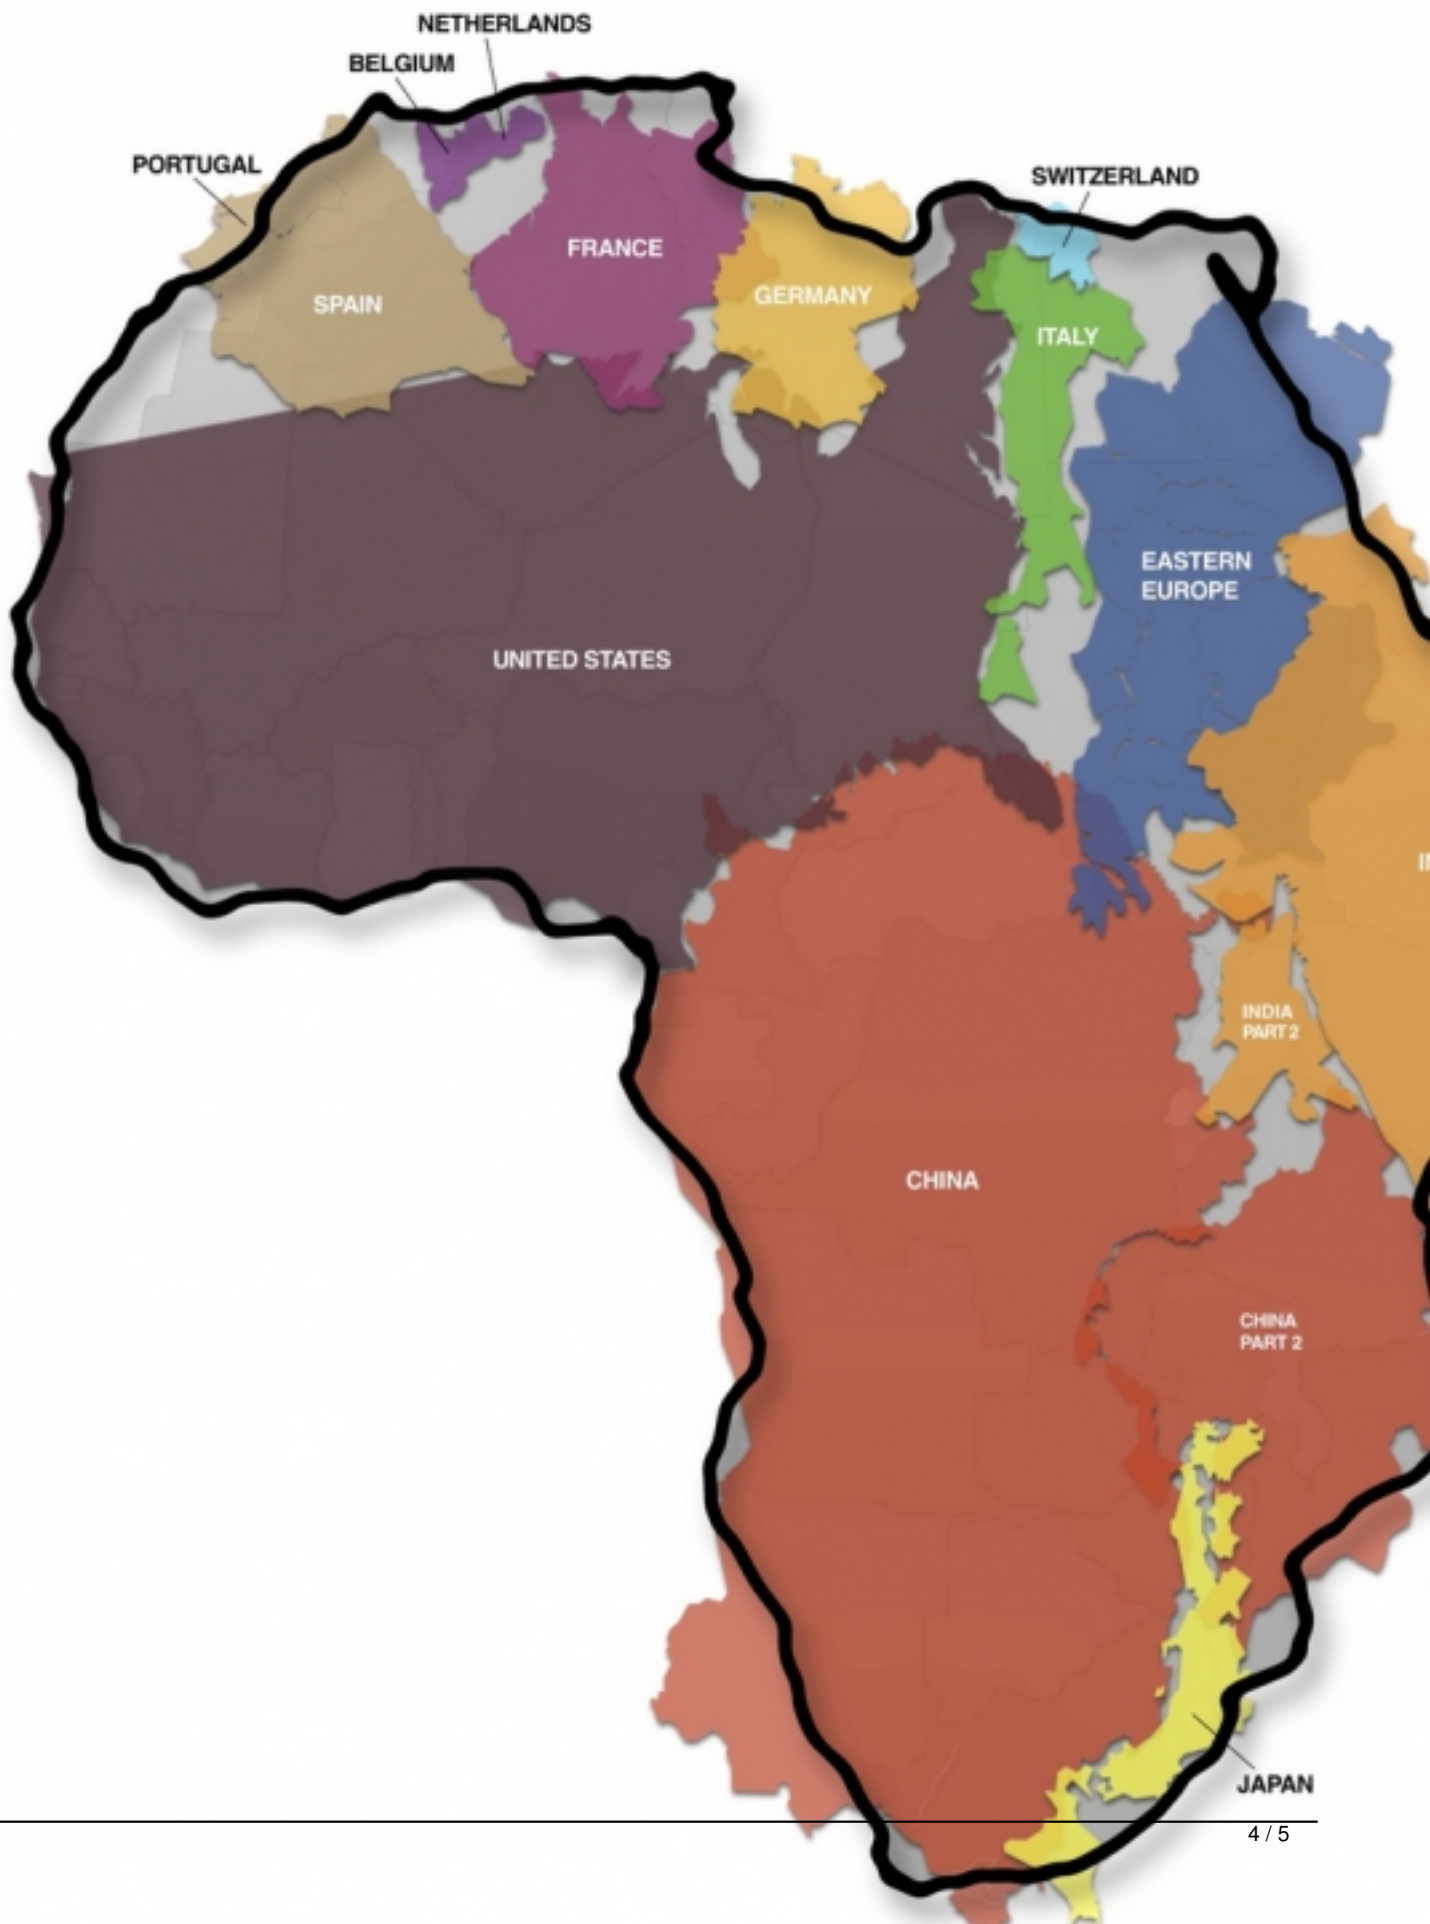 NETHERLANDS
BELGIUM
PORTUGAL
SWITZERLAND
FRANCE
GERMANY
SPAIN
ITALY
EASTERN
EUROPE
UNITED STATES
INDIA
PART 2
CHINA
CHINA
PART 2
JAPAN
4 / 5